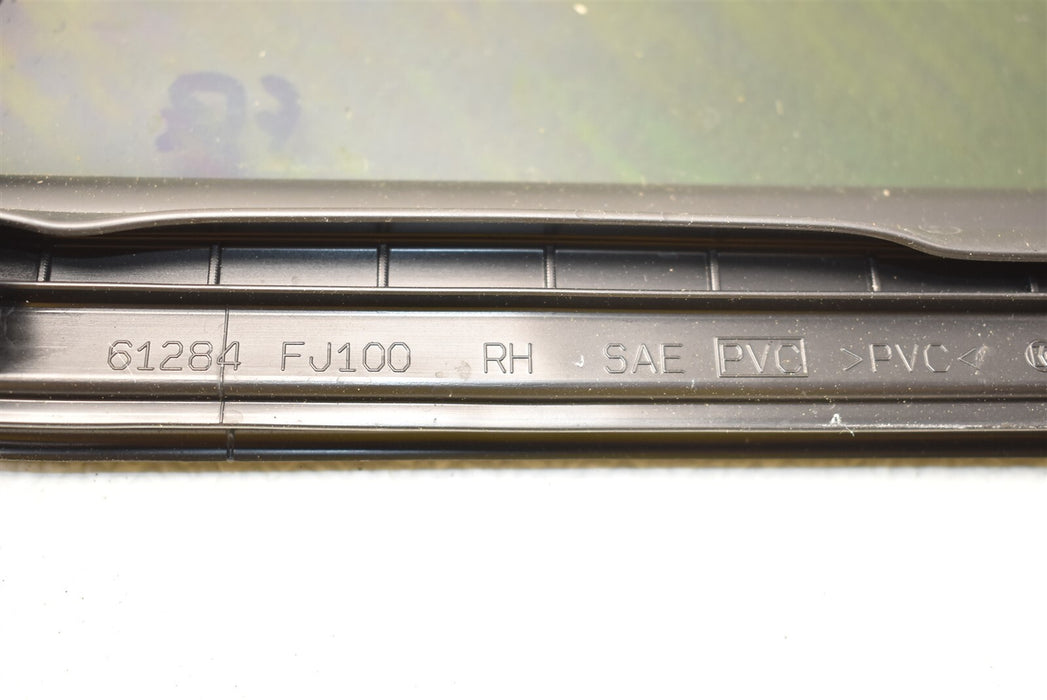 61284 FJ100 RH SAE PVC >PVC<